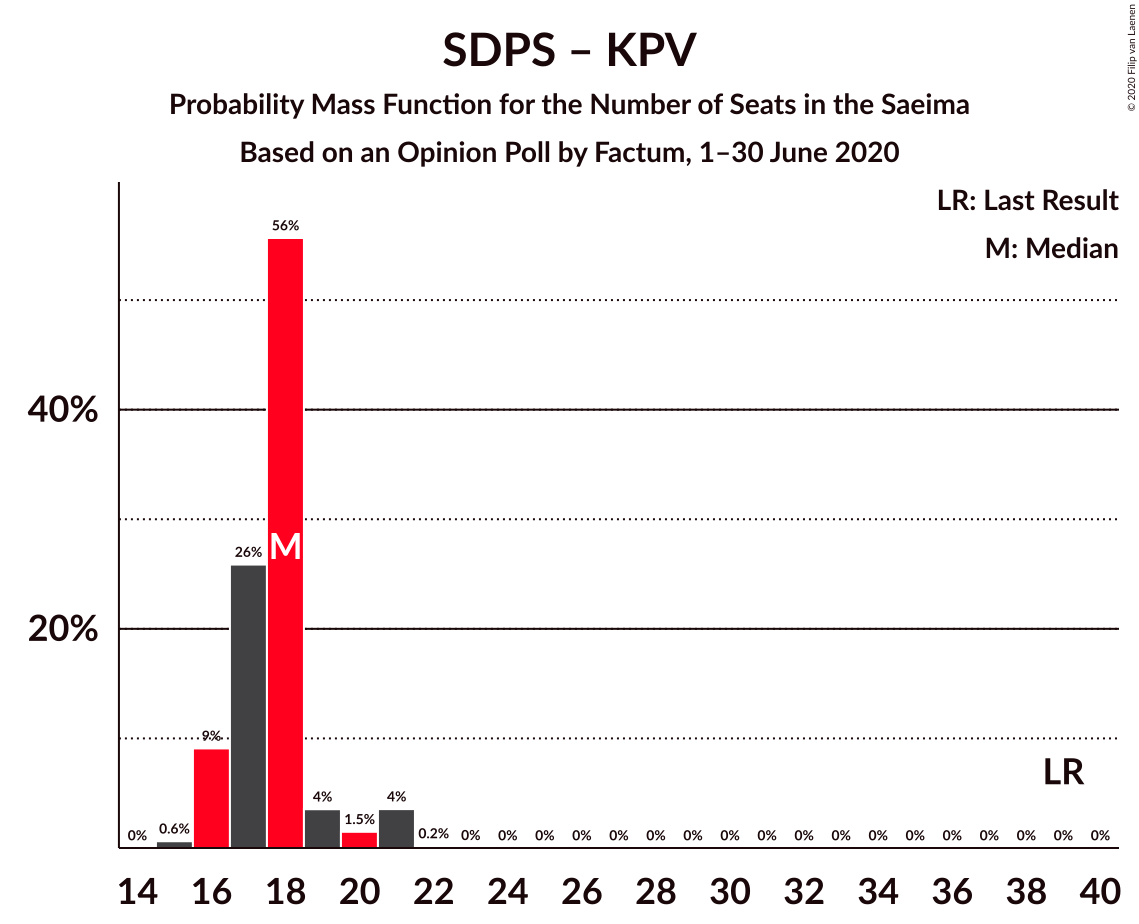 SDPS – KPV
Probability Mass Function for the Number of Seats in the Saeima
Based on an Opinion Poll by Factum, 1–30 June 2020
© 2020 Filip van Laenen
LR: Last Result
M: Median
40%
20%
0% 0.6% 9% 26% 56% 4% 1.5% 4% 0.2% 0% 0% 0% 0% 0% 0% 0% 0% 0% 0% 0% 0% 0% 0% 0% 0% 0% 0%
M
LR
14 16 18 20 22 24 26 28 30 32 34 36 38 40